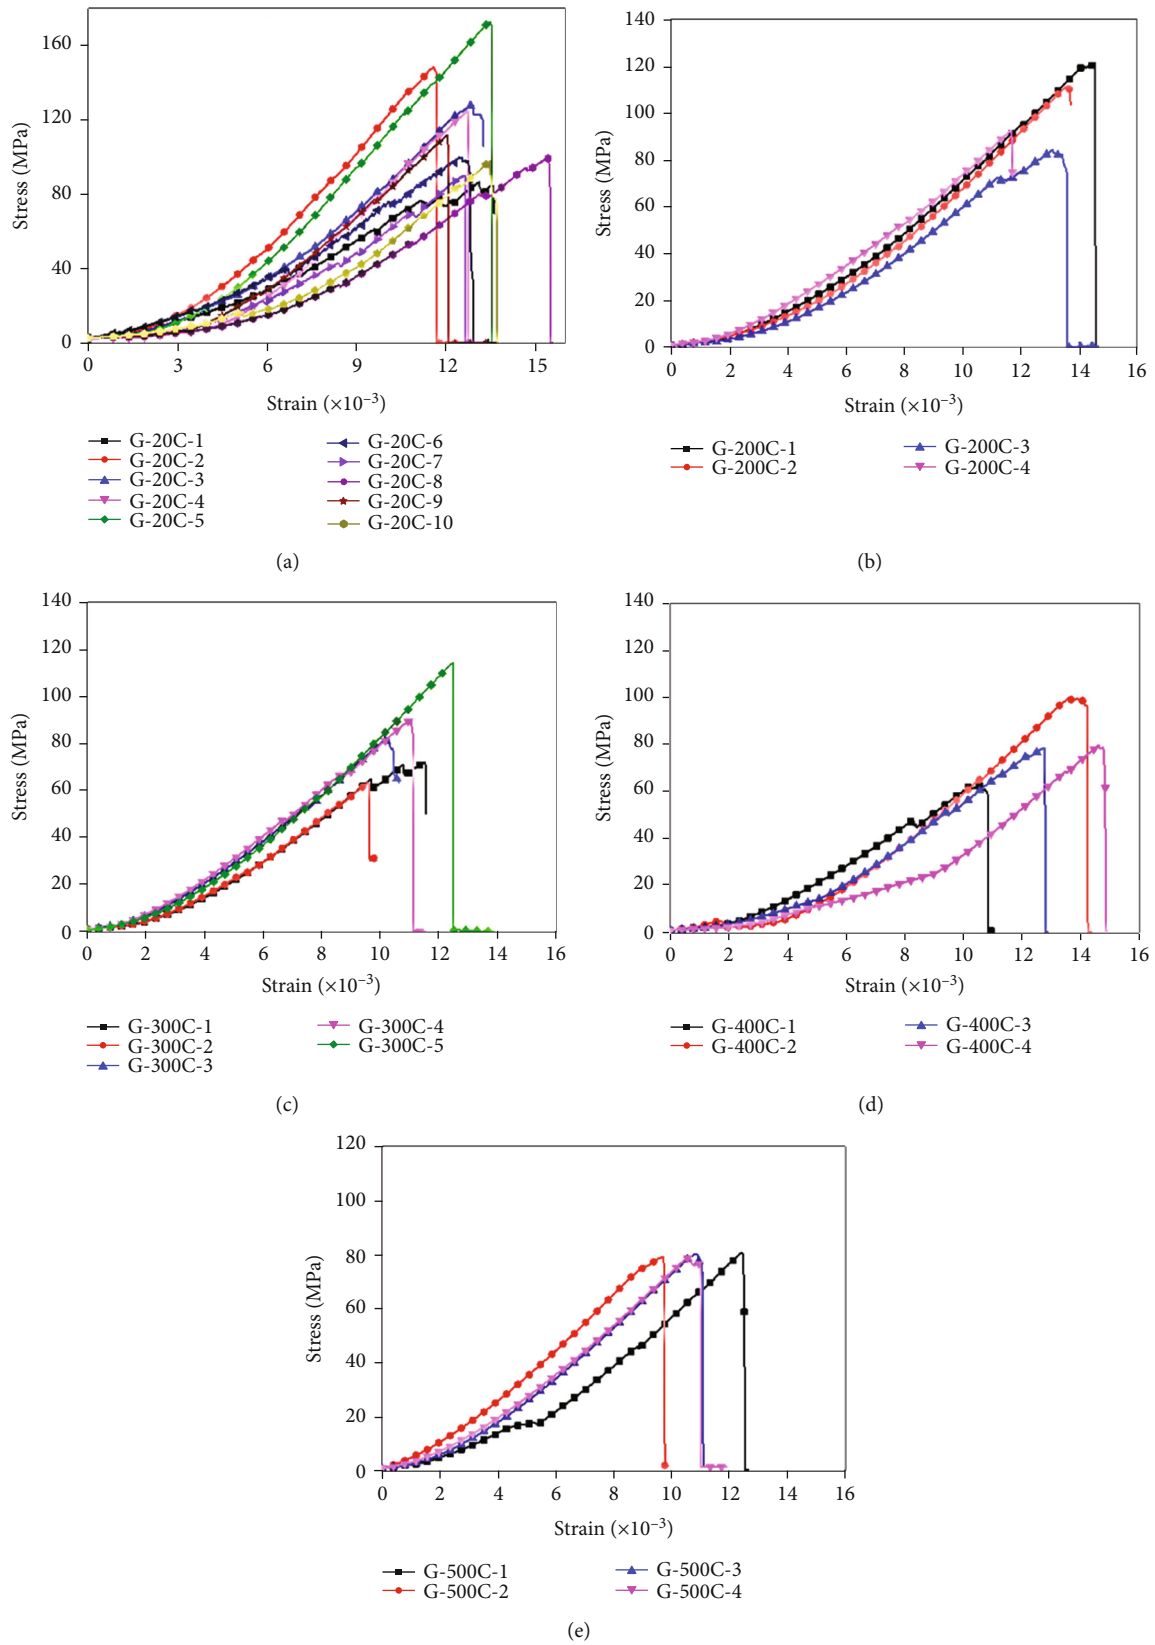 160
120
80
40
0
Stress (MPa)
0 3 6 9 12 15
Strain (×10⁻³)
G-20C-1
G-20C-2
G-20C-3
G-20C-4
G-20C-5
G-20C-6
G-20C-7
G-20C-8
G-20C-9
G-20C-10
(a)
140
120
100
80
60
40
20
0
Stress (MPa)
0 2 4 6 8 10 12 14 16
Strain (×10⁻³)
G-200C-1
G-200C-2
G-200C-3
G-200C-4
(b)
140
120
100
80
60
40
20
0
Stress (MPa)
0 2 4 6 8 10 12 14 16
Strain (×10⁻³)
G-300C-1
G-300C-2
G-300C-3
G-300C-4
G-300C-5
(c)
140
120
100
80
60
40
20
0
Stress (MPa)
0 2 4 6 8 10 12 14 16
Strain (×10⁻³)
G-400C-1
G-400C-2
G-400C-3
G-400C-4
(d)
120
100
80
60
40
20
0
Stress (MPa)
0 2 4 6 8 10 12 14 16
Strain (×10⁻³)
G-500C-1
G-500C-2
G-500C-3
G-500C-4
(e)